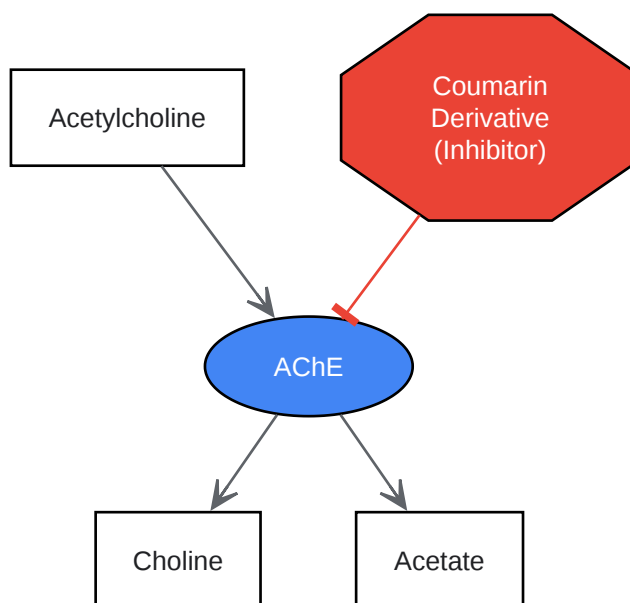 Acetylcholine
Coumarin
Derivative
(Inhibitor)
AChE
Choline
Acetate